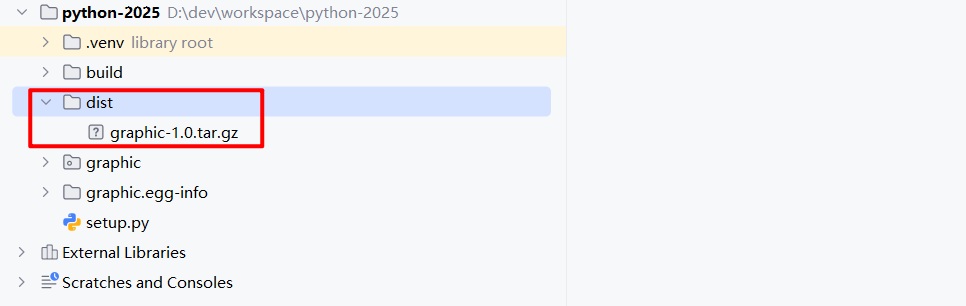 python-2025 D:\dev\workspace\python-2025
.venv library root
build
dist
graphic-1.0.tar.gz
graphic
graphic.egg-info
setup.py
External Libraries
Scratches and Consoles